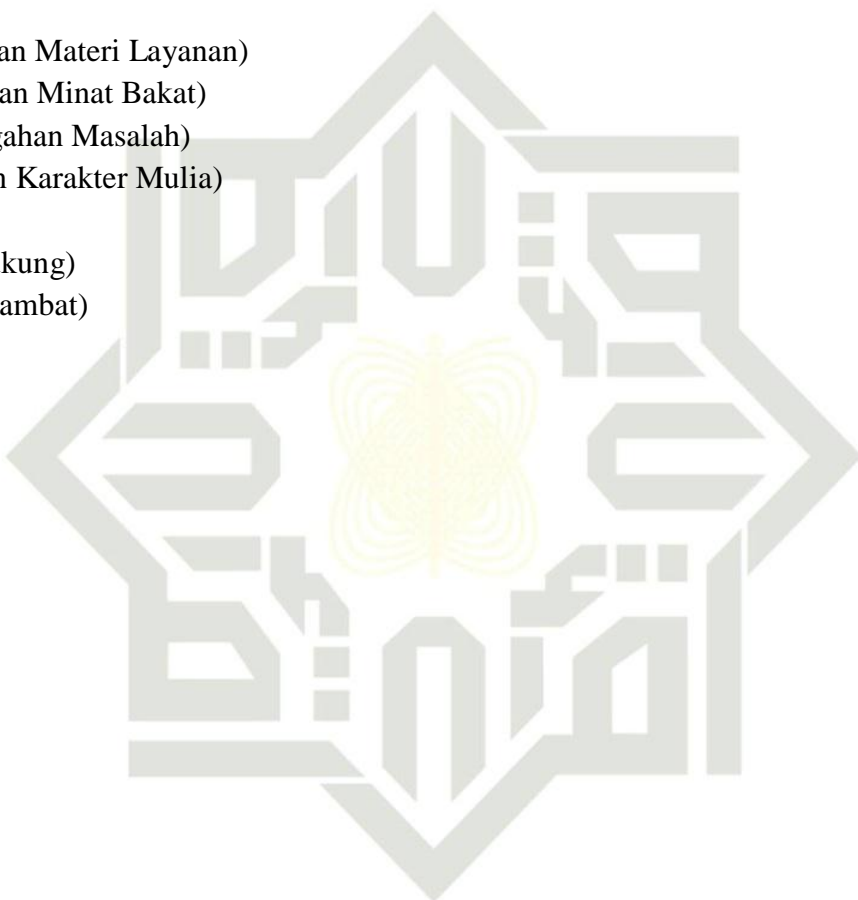 an Materi Layanan)
an Minat Bakat)
gahan Masalah)
n Karakter Mulia)
kung)
ambat)